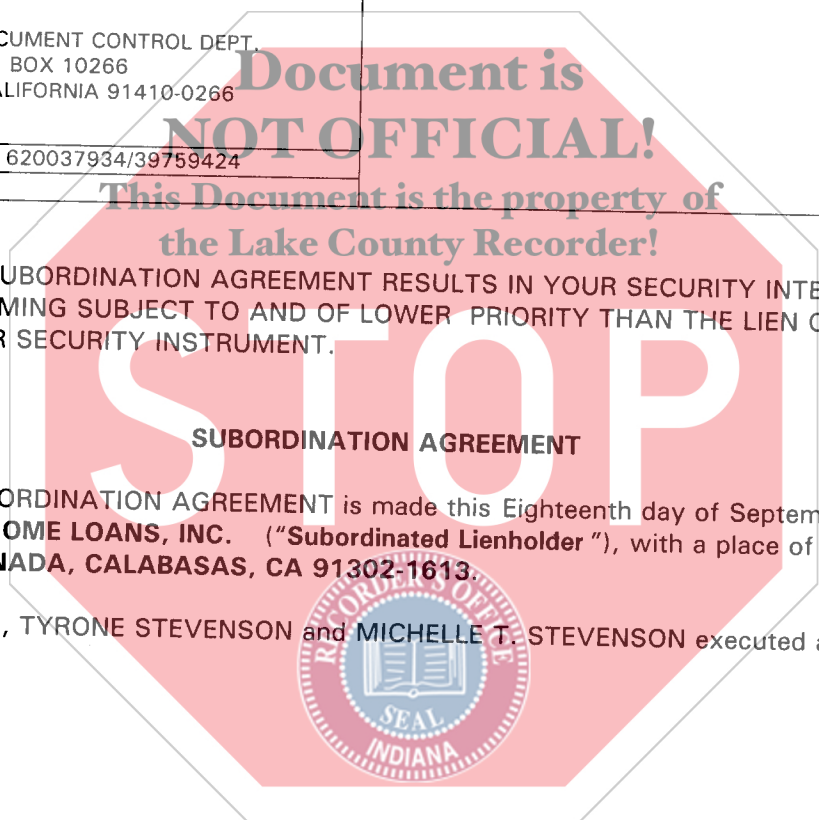 CUMENT CONTROL DEPT.
BOX 10266
ALIFORNIA 91410-0266
620037934/39759424
Document is
NOT OFFICIAL!
This Document is the property of
the Lake County Recorder!
UBORDINATION AGREEMENT RESULTS IN YOUR SECURITY INTE
MING SUBJECT TO AND OF LOWER PRIORITY THAN THE LIEN O
R SECURITY INSTRUMENT.
STOP
SUBORDINATION AGREEMENT
ORDINATION AGREEMENT is made this Eighteenth day of Septem
OME LOANS, INC. ("Subordinated Lienholder"), with a place of
NADA, CALABASAS, CA 91302-1613.
, TYRONE STEVENSON and MICHELLE T. STEVENSON executed a
RECORDER'S OFFICE
SEAL
INDIANA